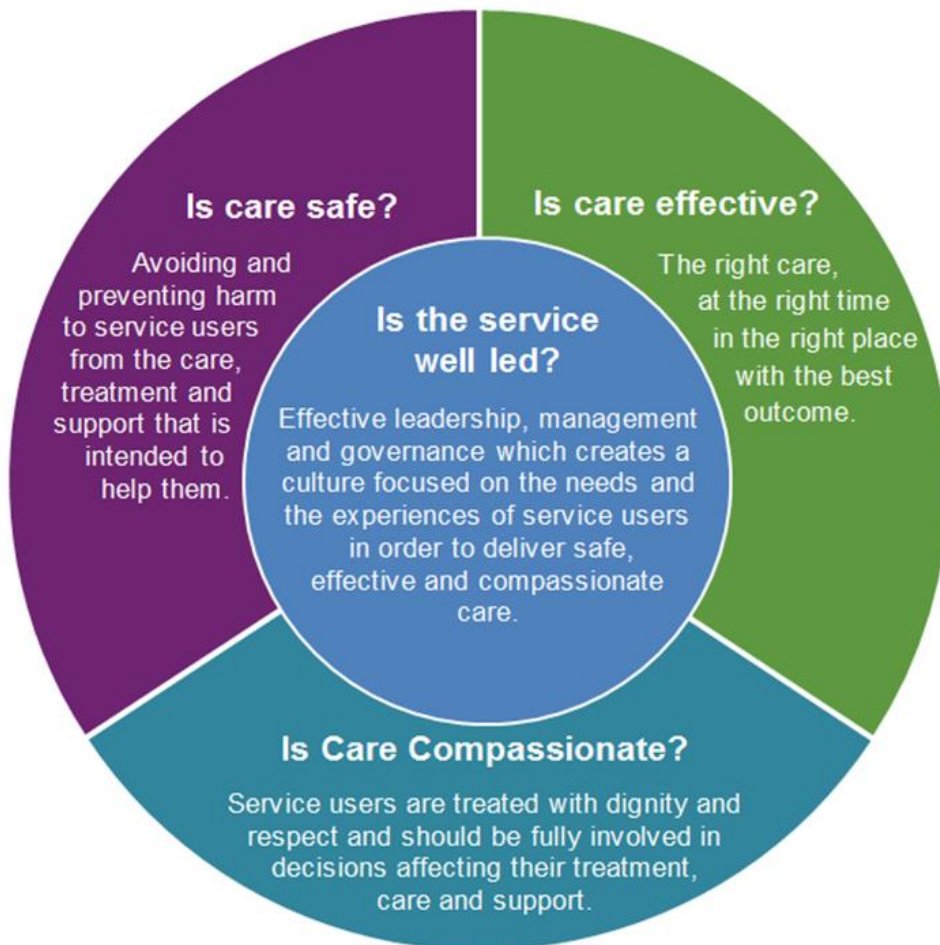 Is care safe?
Avoiding and
preventing harm
to service users
from the care,
treatment and
support that is
intended to
help them.
Is care effective?
The right care,
at the right time
in the right place
with the best
outcome.
Is the service
well led?
Effective leadership, management
and governance which creates a
culture focused on the needs and
the experiences of service users
in order to deliver safe,
effective and compassionate
care.
Is Care Compassionate?
Service users are treated with dignity and
respect and should be fully involved in
decisions affecting their treatment,
care and support.